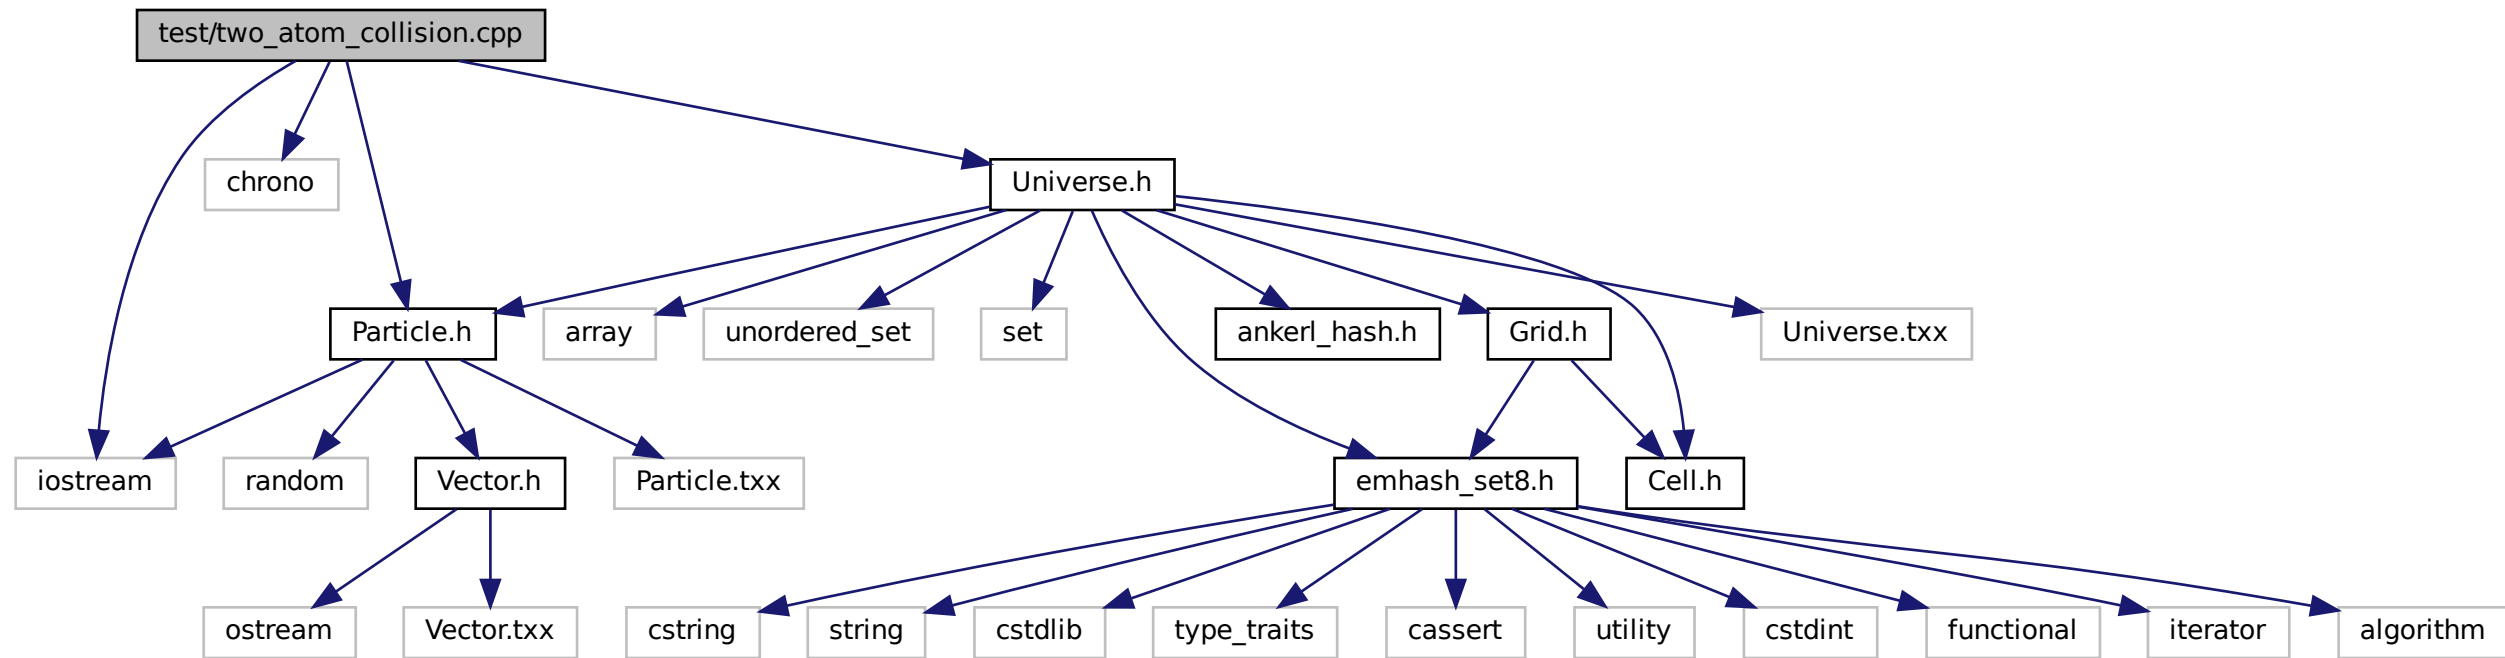 test/two_atom_collision.cpp
chrono
Universe.h
Particle.h
array
unordered_set
set
ankerl_hash.h
Grid.h
Universe.txx
iostream
random
Vector.h
Particle.txx
emhash_set8.h
Cell.h
ostream
Vector.txx
cstring
string
cstdlib
type_traits
cassert
utility
cstdint
functional
iterator
algorithm